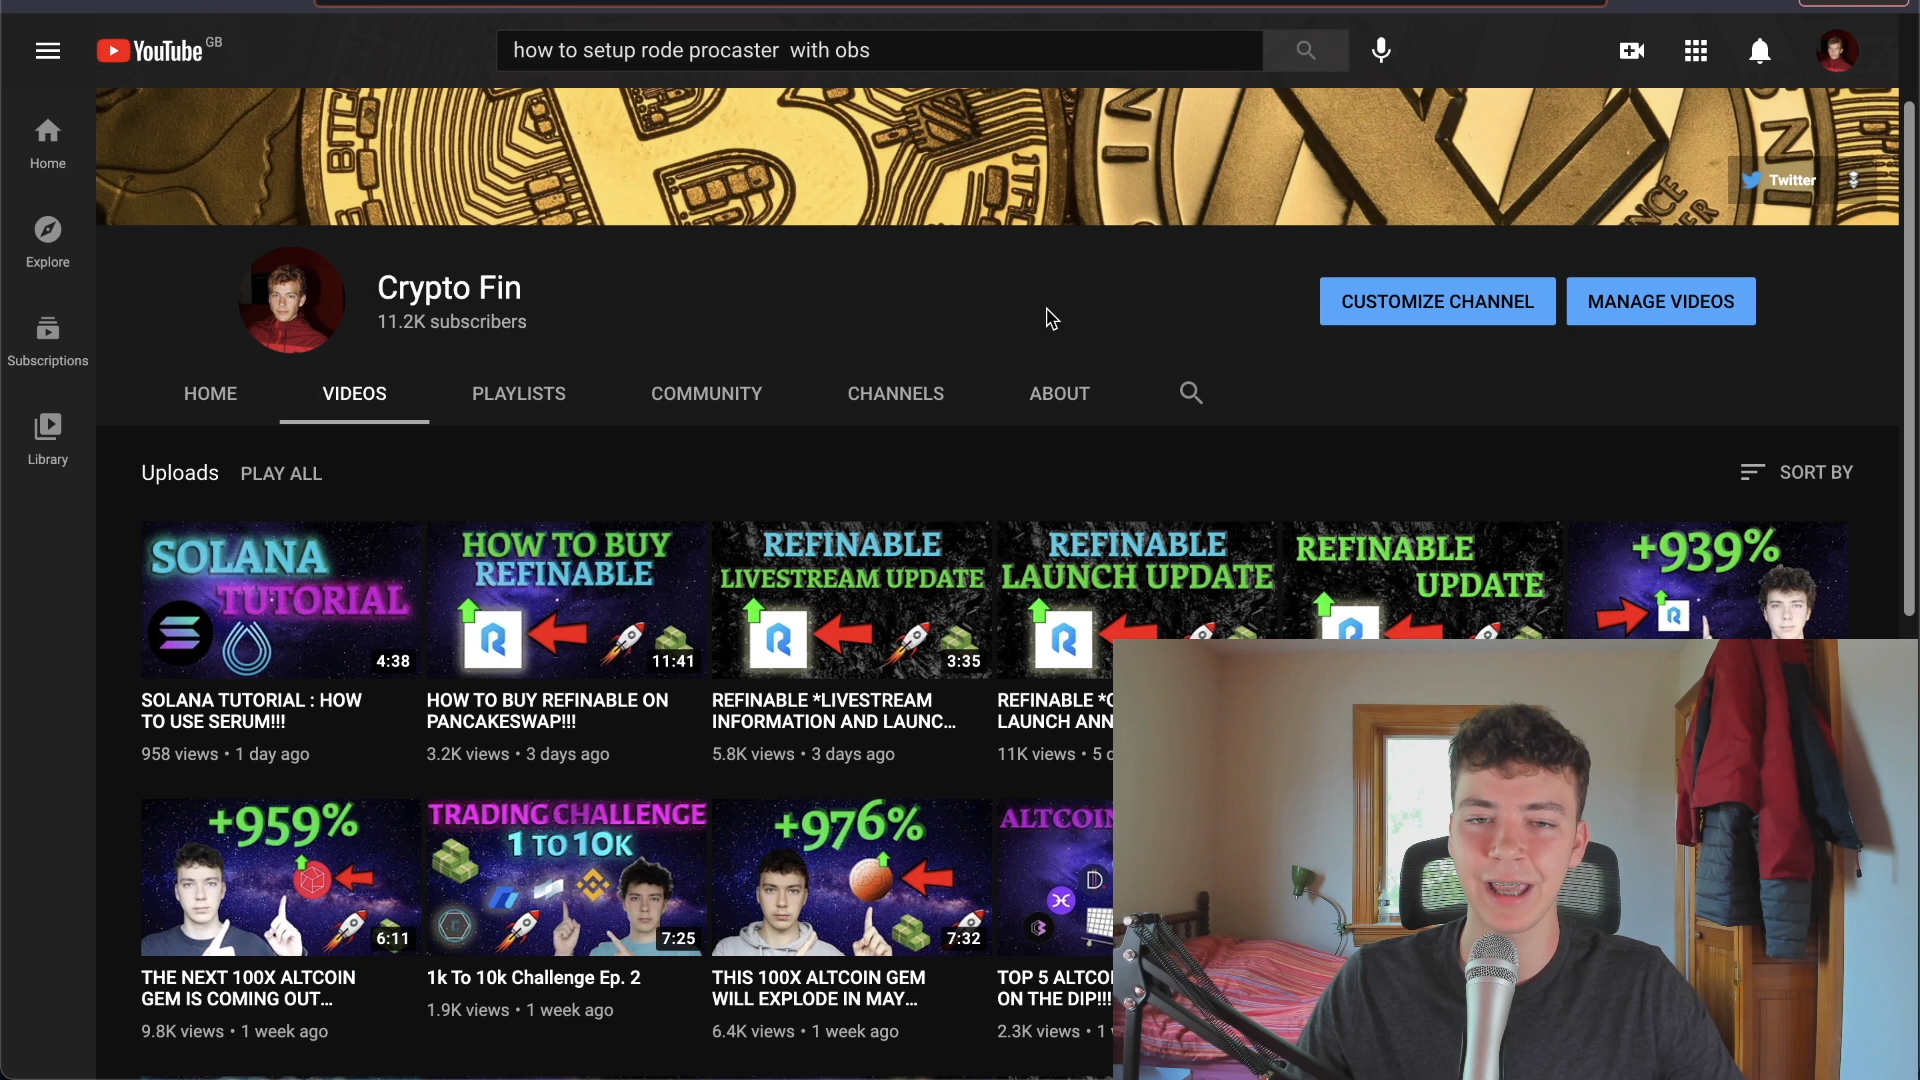 YouTube GB
how to setup rode procaster with obs
Home
Explore
Subscriptions
Library
BITC
Twitter
Crypto Fin
11.2K subscribers
CUSTOMIZE CHANNEL
MANAGE VIDEOS
HOME
VIDEOS
PLAYLISTS
COMMUNITY
CHANNELS
ABOUT
Uploads
PLAY ALL
SORT BY
SOLANA
TUTORIAL
4:38
HOW TO BUY
REFINABLE
11:41
REFINABLE
LIVESTREAM UPDATE
3:35
REFINABLE
LAUNCH UPDATE
REFINABLE
UPDATE
+939%
SOLANA TUTORIAL : HOW
TO USE SERUM!!!
958 views • 1 day ago
HOW TO BUY REFINABLE ON
PANCAKESWAP!!!
3.2K views • 3 days ago
REFINABLE *LIVESTREAM
INFORMATION AND LAUNC...
5.8K views • 3 days ago
REFINABLE *
LAUNCH ANN
11K views • 5 d
+959%
6:11
TRADING CHALLENGE
1 TO 10K
7:25
+976%
7:32
ALTCOIN
THE NEXT 100X ALTCOIN
GEM IS COMING OUT...
9.8K views • 1 week ago
1k To 10k Challenge Ep. 2
1.9K views • 1 week ago
THIS 100X ALTCOIN GEM
WILL EXPLODE IN MAY...
6.4K views • 1 week ago
TOP 5 ALTCO
ON THE DIP!!!
2.3K views • 1